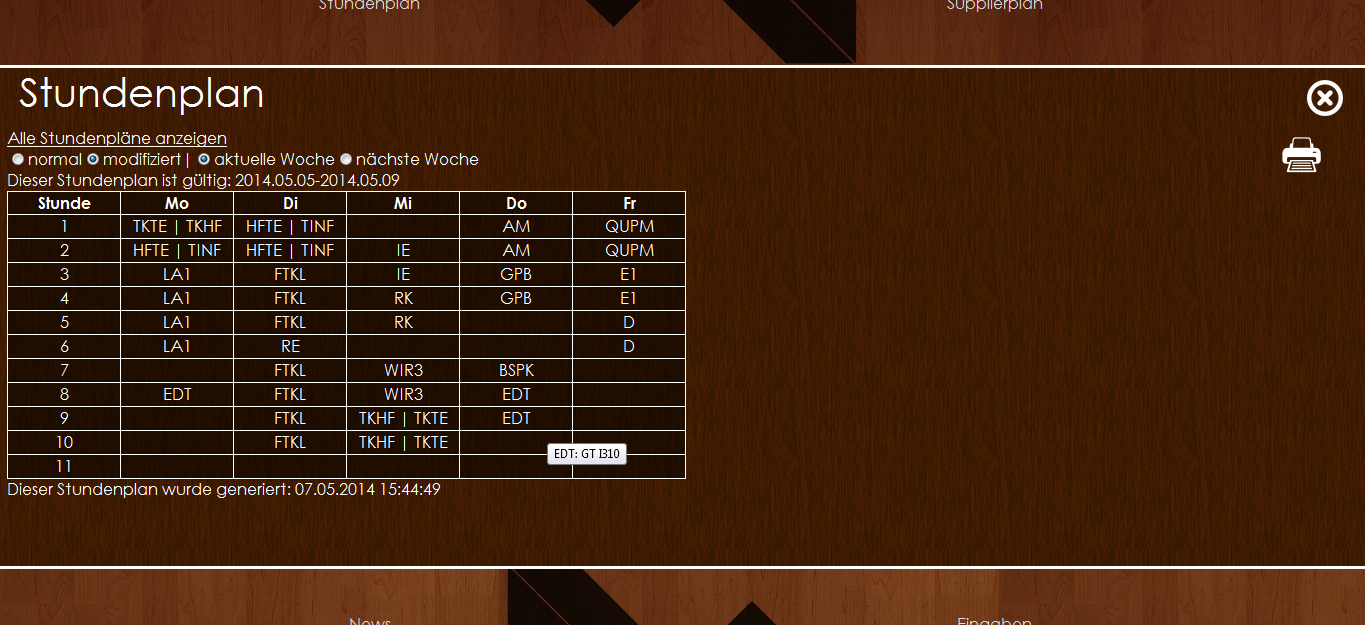 Stundenplan Supplierplan
Stundenplan
Alle Stundenpläne anzeigen
normal modifiziert | aktuelle Woche nächste Woche
Dieser Stundenplan ist gültig: 2014.05.05-2014.05.09
Stunde Mo Di Mi Do Fr
1 TKTE | TKHF HFTE | TINF AM QUPM
2 HFTE | TINF HFTE | TINF IE AM QUPM
3 LA1 FTKL IE GPB E1
4 LA1 FTKL RK GPB E1
5 LA1 FTKL RK D
6 LA1 RE D
7 FTKL WIR3 BSPK
8 EDT FTKL WIR3 EDT
9 FTKL TKHF | TKTE EDT
10 FTKL TKHF | TKTE
EDT: GT I310
11
Dieser Stundenplan wurde generiert: 07.05.2014 15:44:49
News Eingaben